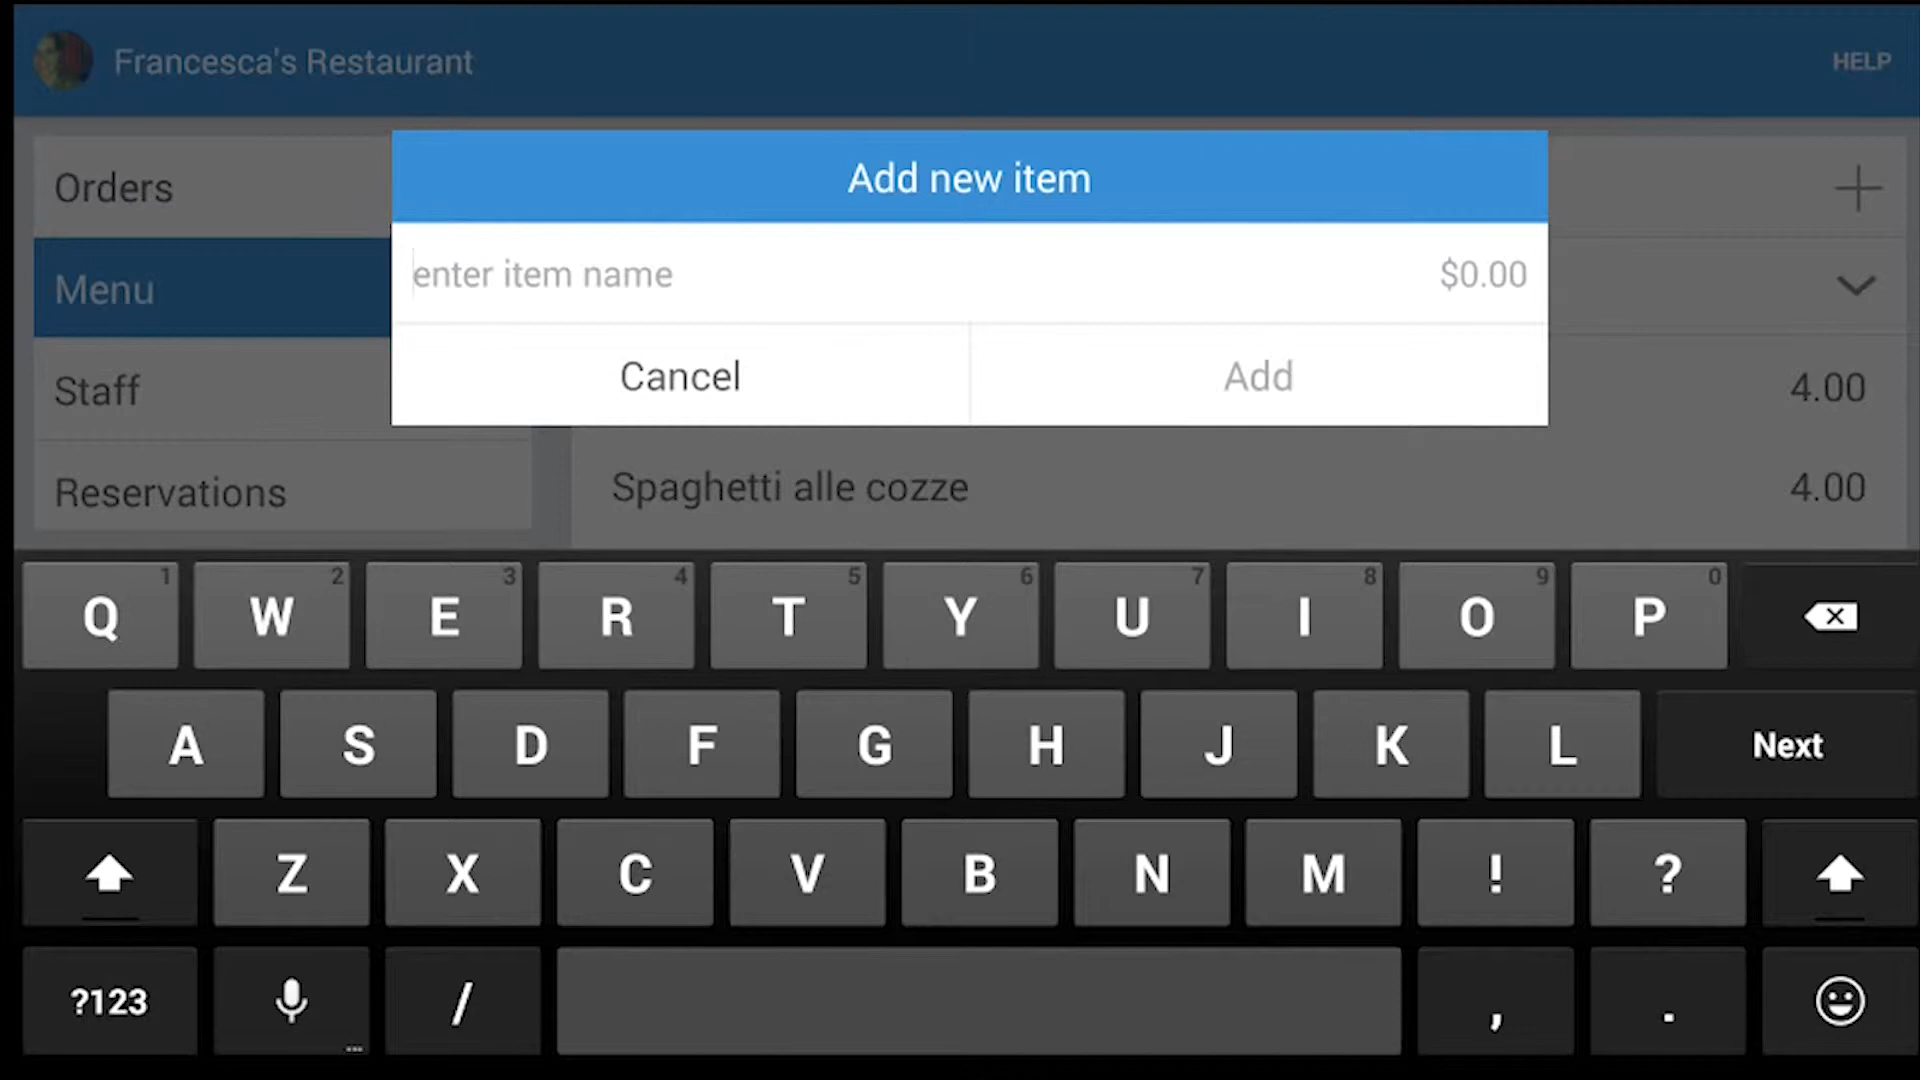 Francesca's Restaurant
HELP
Add new item
Orders
enter item name $0.00
Menu
Cancel Add
Staff
4.00
Reservations
Spaghetti alle cozze 4.00
1 2 3 4 5 6 7 8 9 0
Q W E R T Y U I O P
A S D F G H J K L Next
Z X C V B N M ! ?
?123 / , .
...